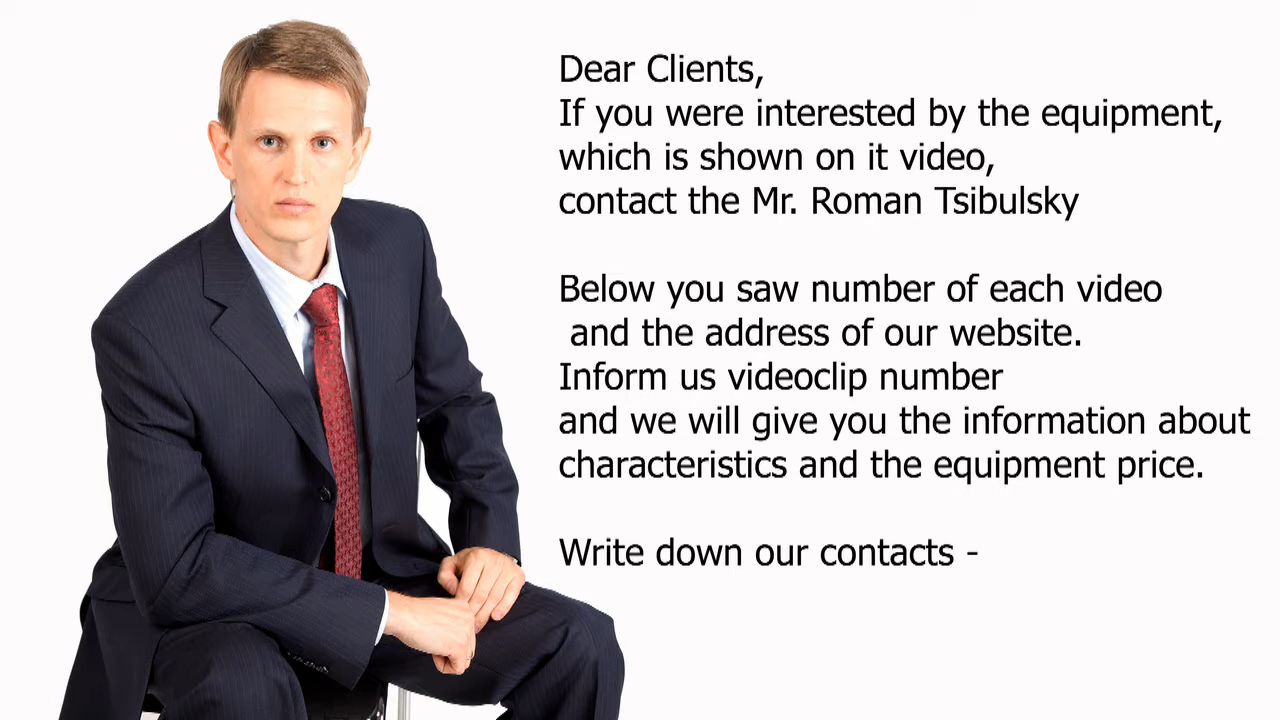 Dear Clients,
If you were interested by the equipment,
which is shown on it video,
contact the Mr. Roman Tsibulsky
Below you saw number of each video
and the address of our website.
Inform us videoclip number
and we will give you the information about
characteristics and the equipment price.
Write down our contacts -